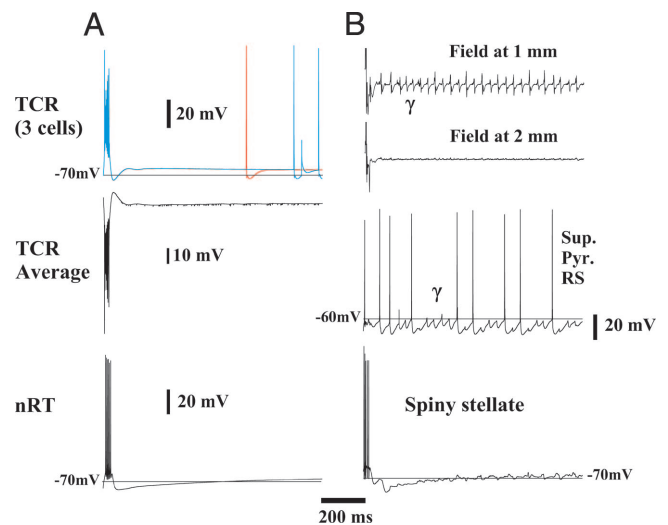 A
B
TCR
(3 cells)
20 mV
-70mV
TCR
Average
10 mV
nRT
20 mV
-70mV
Field at 1 mm
γ
Field at 2 mm
Sup.
Pyr.
RS
γ
-60mV
20 mV
Spiny stellate
-70mV
200 ms